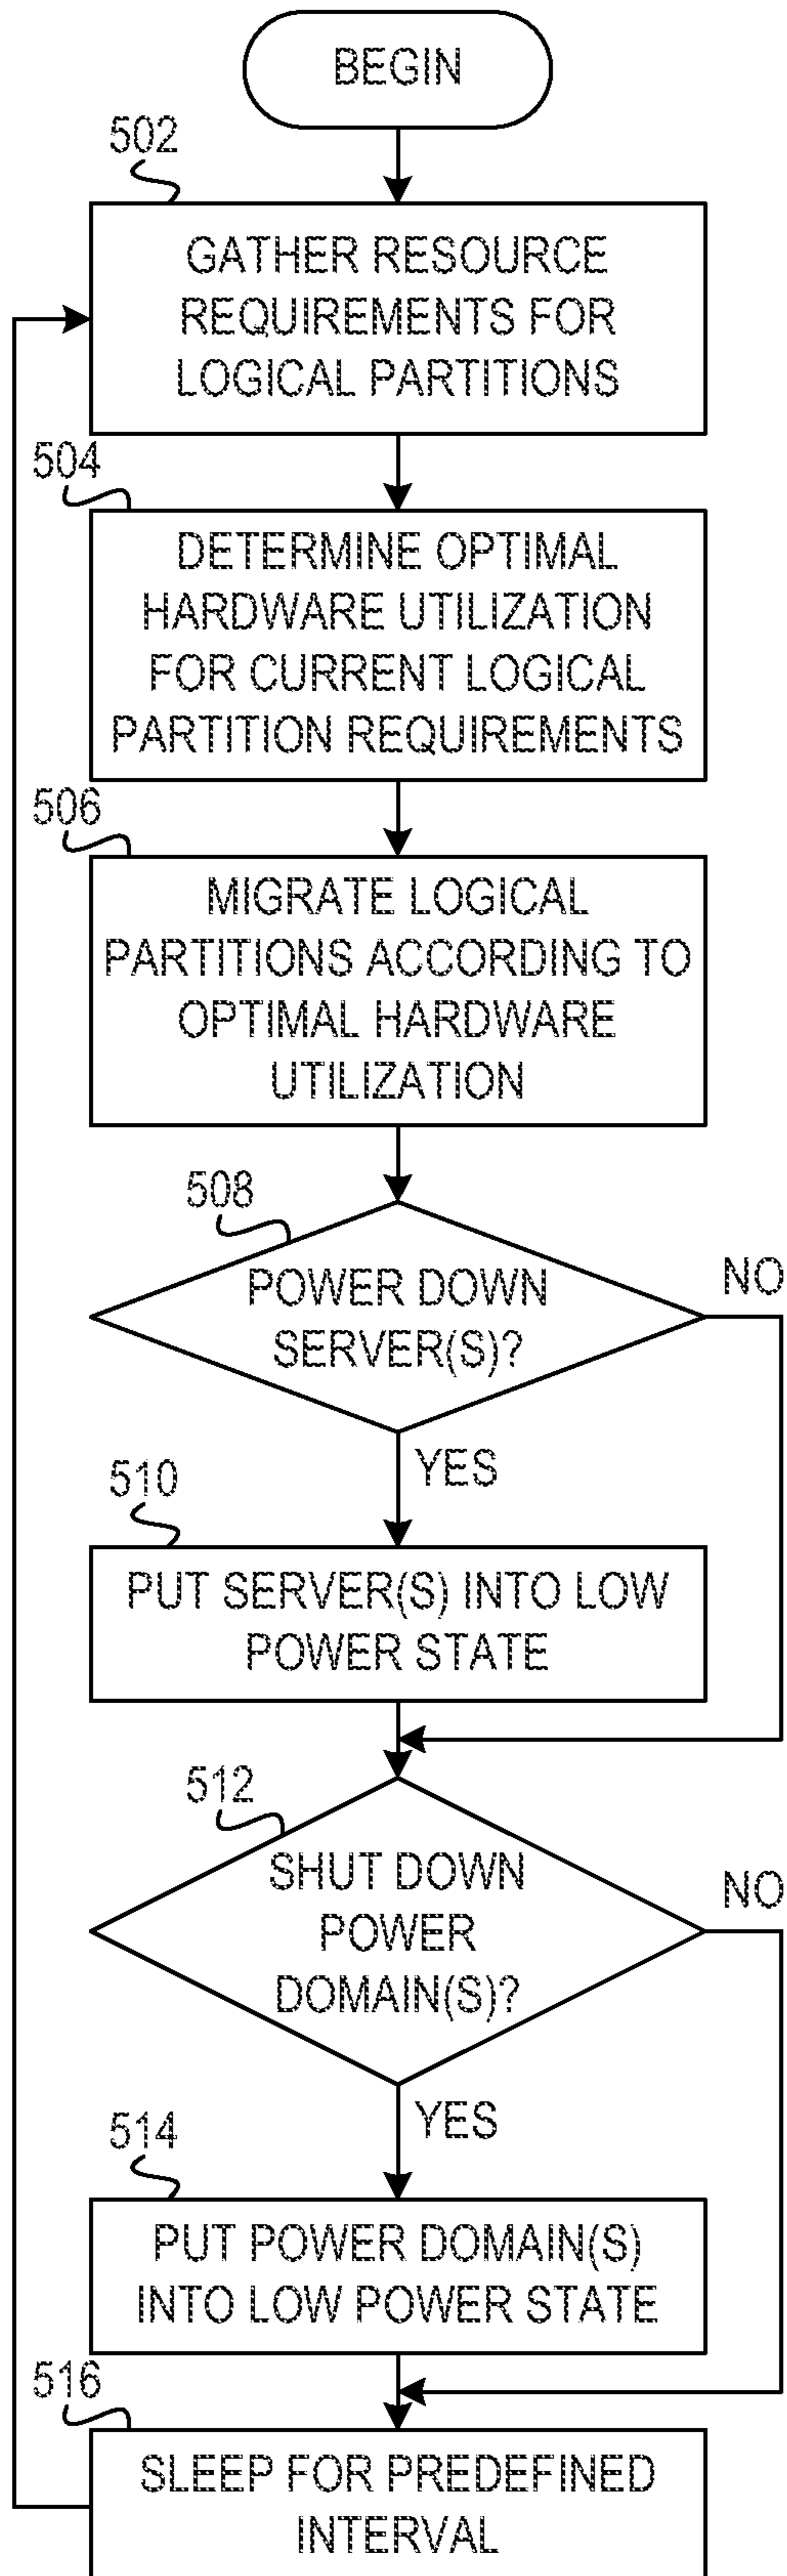 BEGIN
502
GATHER RESOURCE
REQUIREMENTS FOR
LOGICAL PARTITIONS
504
DETERMINE OPTIMAL
HARDWARE UTILIZATION
FOR CURRENT LOGICAL
PARTITION REQUIREMENTS
506
MIGRATE LOGICAL
PARTITIONS ACCORDING TO
OPTIMAL HARDWARE
UTILIZATION
508
POWER DOWN
SERVER(S)?
NO
YES
510
PUT SERVER(S) INTO LOW
POWER STATE
512
SHUT DOWN
POWER
DOMAIN(S)?
NO
YES
514
PUT POWER DOMAIN(S)
INTO LOW POWER STATE
516
SLEEP FOR PREDEFINED
INTERVAL